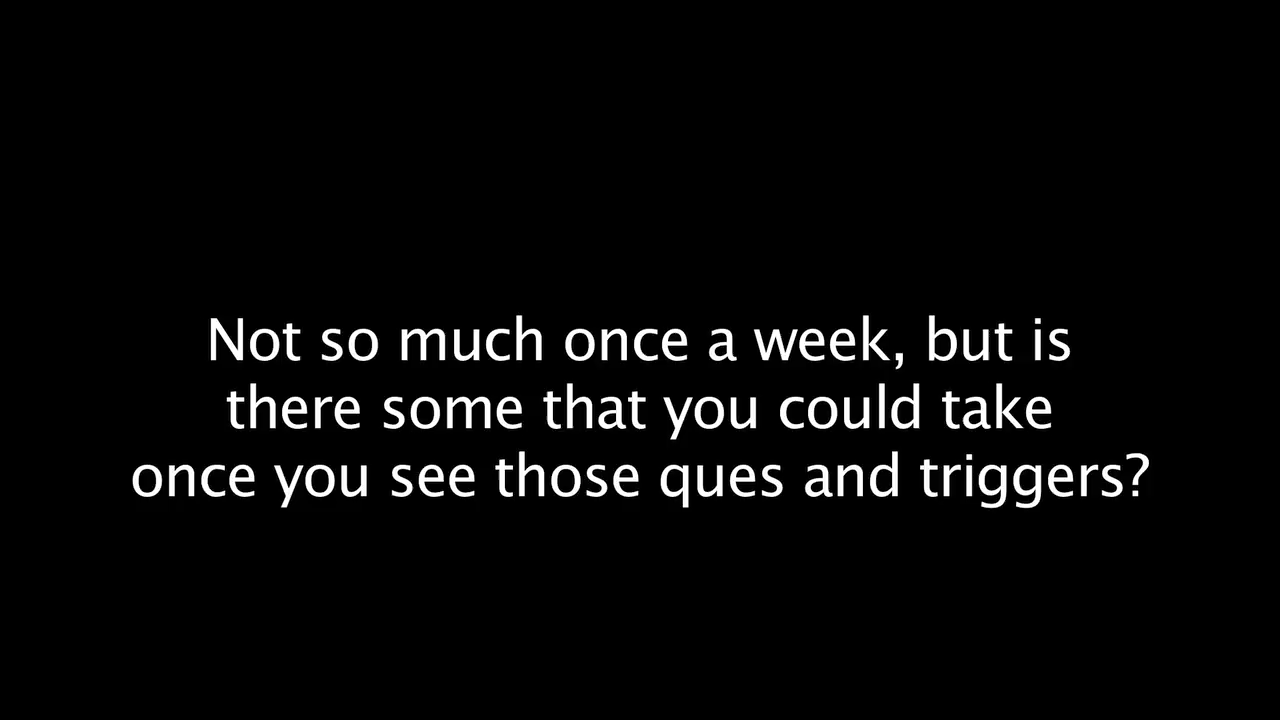 Not so much once a week, but is
there some that you could take
once you see those ques and triggers?